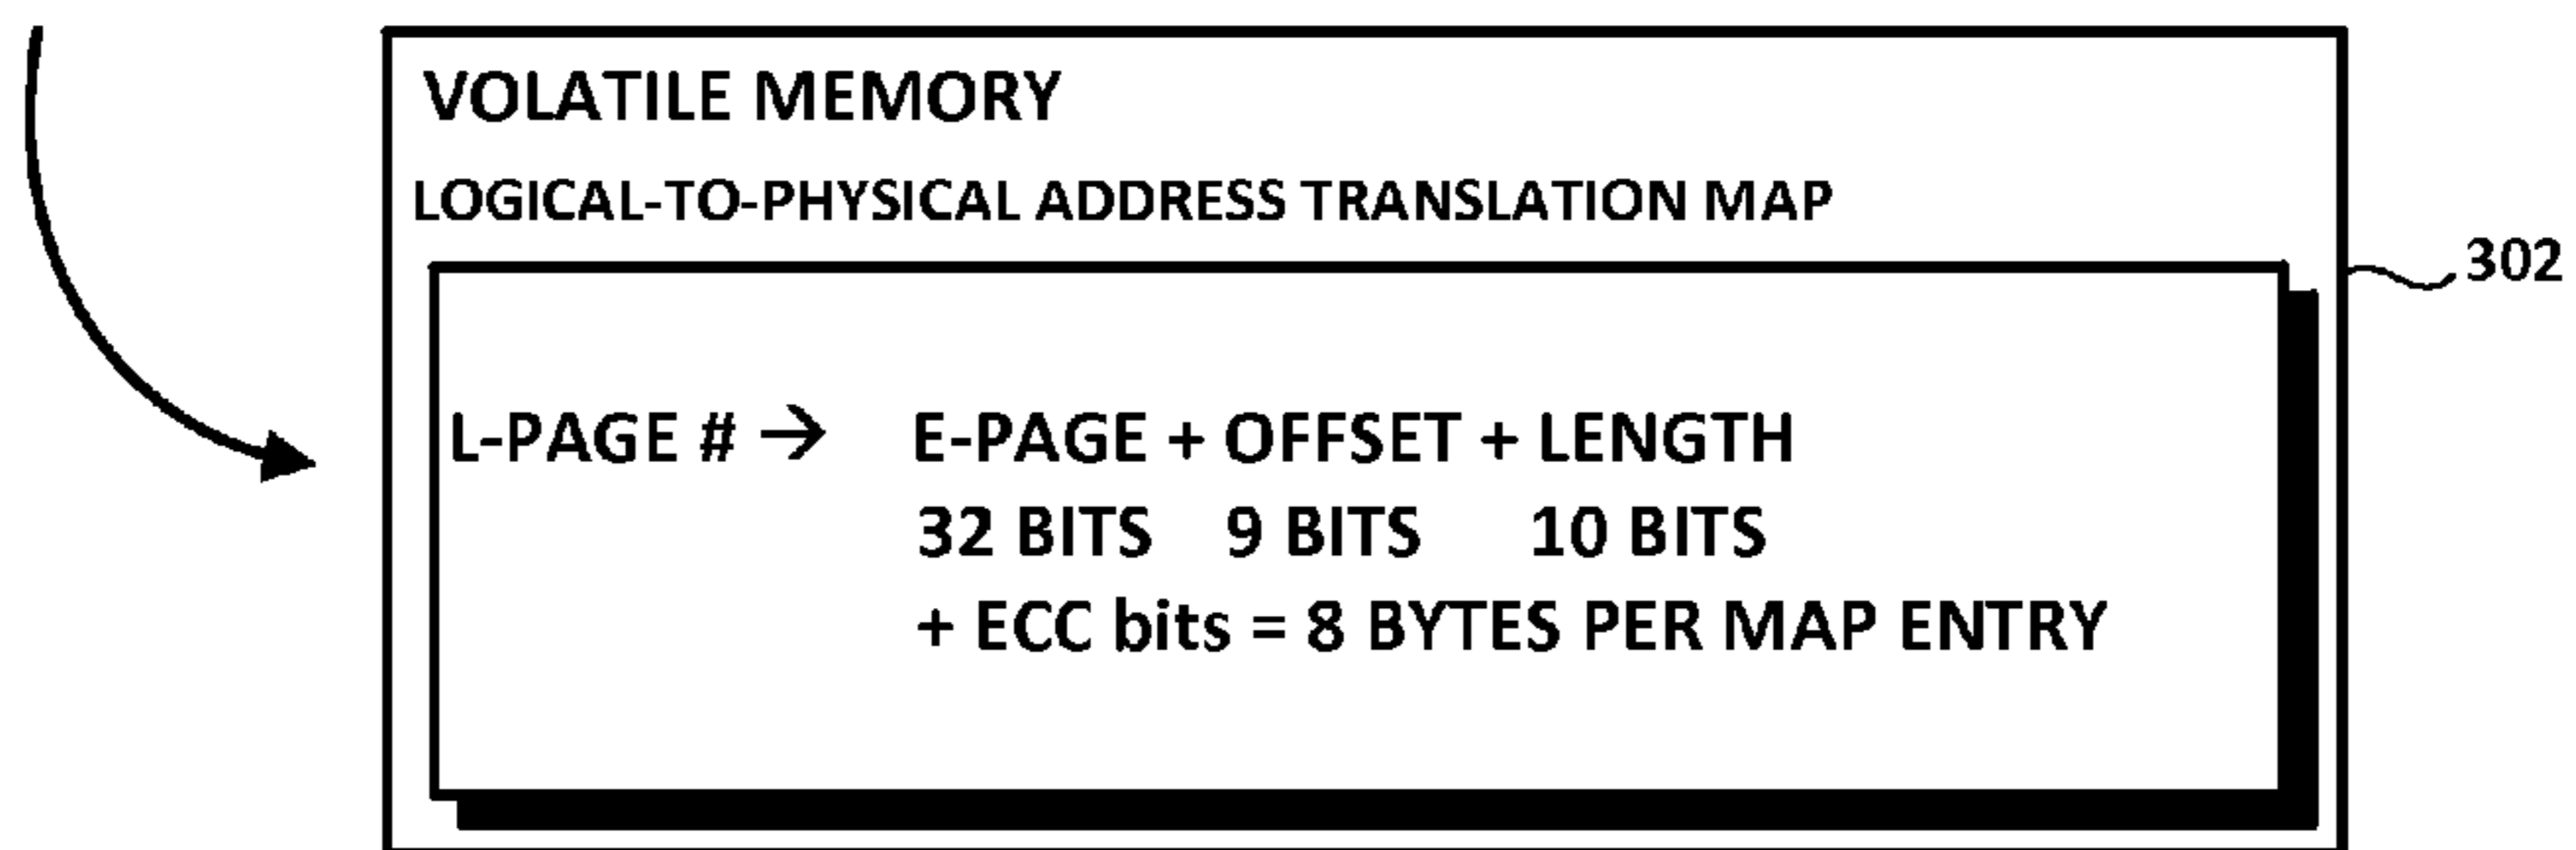 VOLATILE MEMORY
LOGICAL-TO-PHYSICAL ADDRESS TRANSLATION MAP
302
L-PAGE # → E-PAGE + OFFSET + LENGTH
32 BITS 9 BITS 10 BITS
+ ECC bits = 8 BYTES PER MAP ENTRY